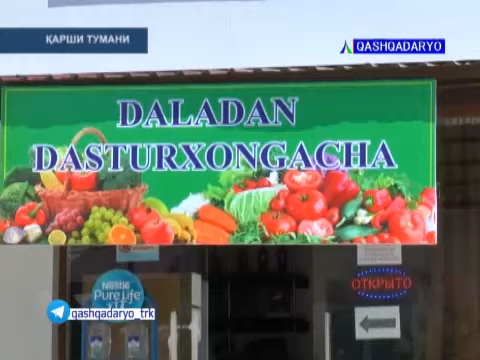 ҚАРШИ ТУМАНИ
QASHQADARYO
DALADAN
DASTURXONGACHA
Nestlé
Pure Life
ОТКРЫТО
qashqadaryo_trk